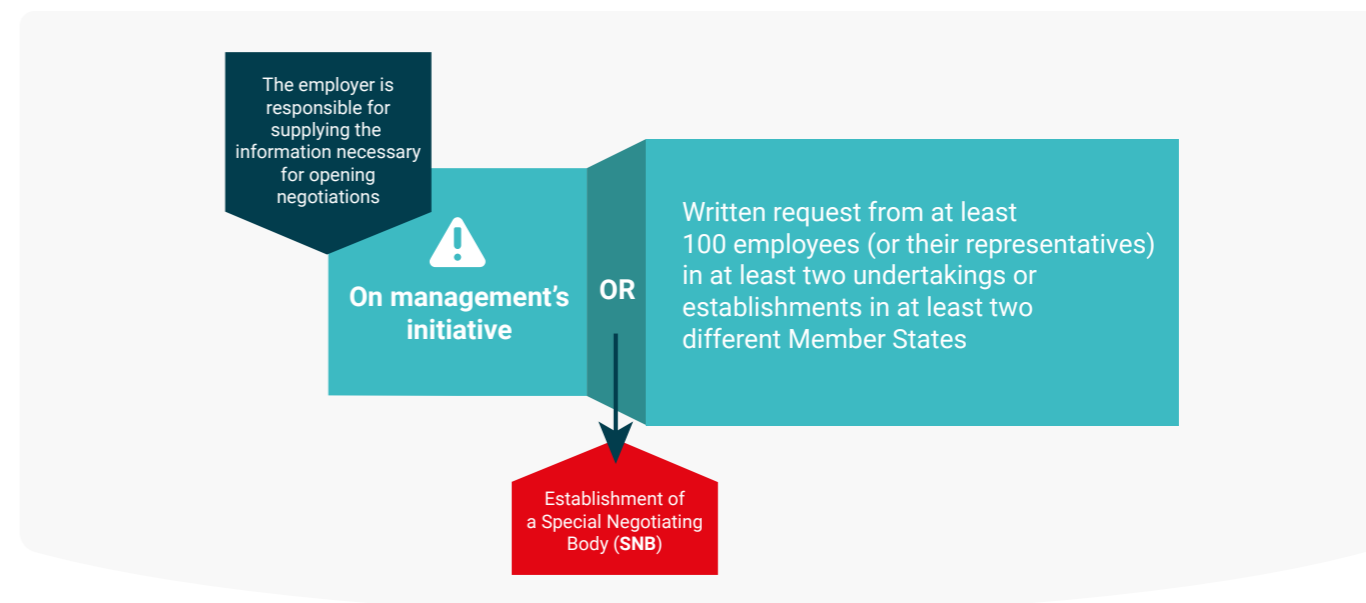 The employer is
responsible for
supplying the
information necessary
for opening
negotiations
On management’s
initiative
OR
Written request from at least
100 employees (or their representatives)
in at least two undertakings or
establishments in at least two
different Member States
Establishment of
a Special Negotiating
Body (SNB)